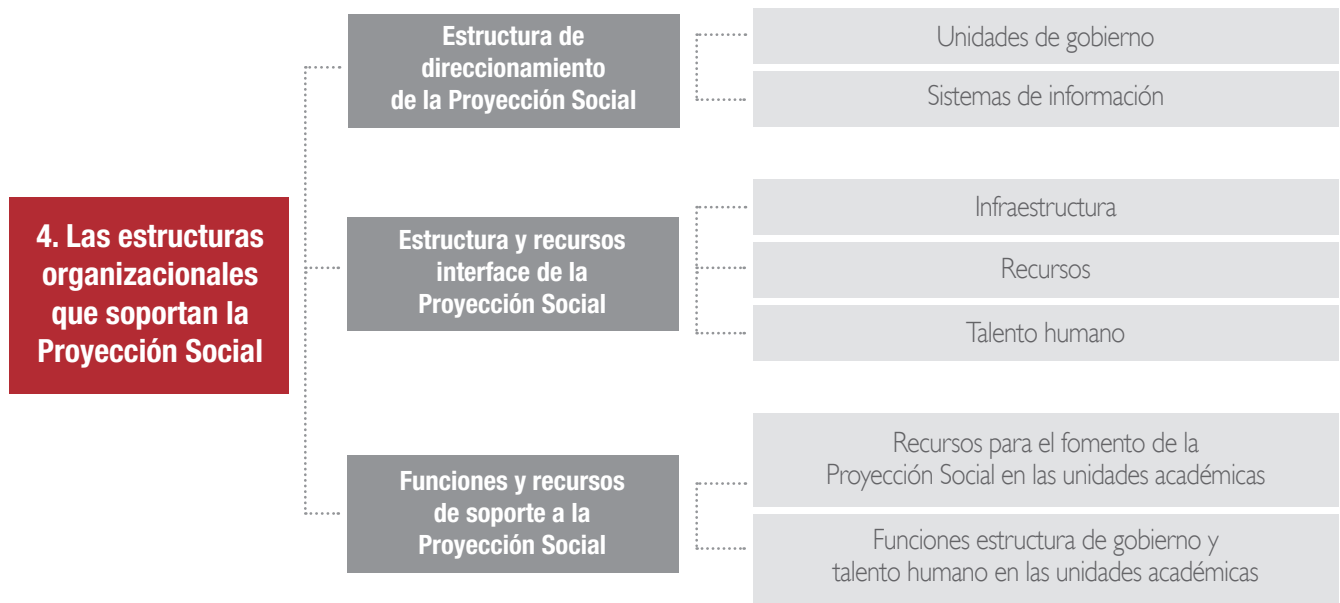 4. Las estructuras
organizacionales
que soportan la
Proyección Social
Estructura de
direccionamiento
de la Proyección Social
Unidades de gobierno
Sistemas de información
Estructura y recursos
interface de la
Proyección Social
Infraestructura
Recursos
Talento humano
Funciones y recursos
de soporte a la
Proyección Social
Recursos para el fomento de la
Proyección Social en las unidades académicas
Funciones estructura de gobierno y
talento humano en las unidades académicas